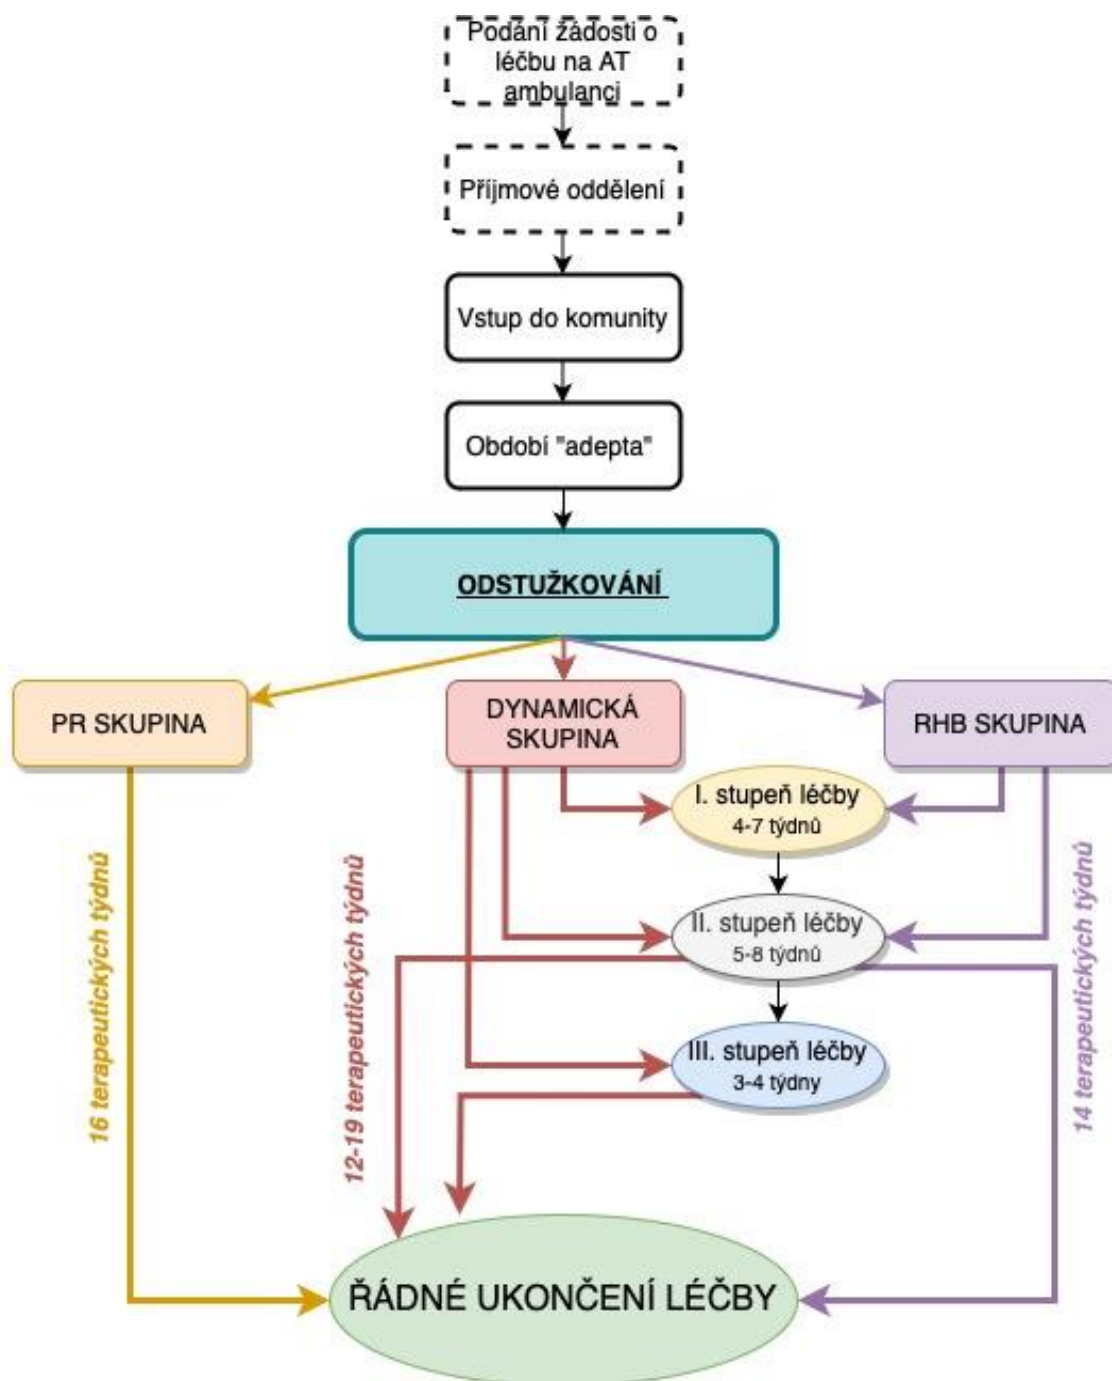 Podání žádosti o
léčbu na AT
ambulanci
Příjmové oddělení
Vstup do komunity
Období "adepta"
ODSTUŽKOVÁNÍ
PR SKUPINA
DYNAMICKÁ
SKUPINA
RHB SKUPINA
I. stupeň léčby
4-7 týdnů
II. stupeň léčby
5-8 týdnů
III. stupeň léčby
3-4 týdny
16 terapeutických týdnů
12-19 terapeutických týdnů
14 terapeutických týdnů
ŘÁDNÉ UKONČENÍ LÉČBY